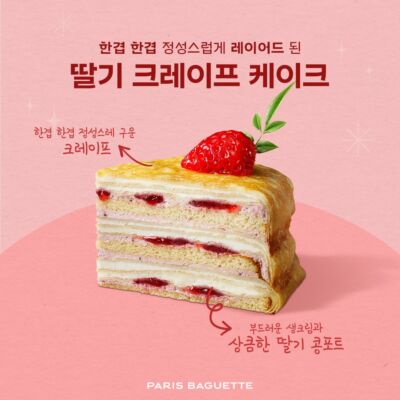 한겹 한겹 정성스럽게 레이어드 된
딸기 크레이프 케이크
한겹 한겹 정성스레 구운
크레이프
부드러운 생크림과
상큼한 딸기 콤포트
PARIS BAGUETTE